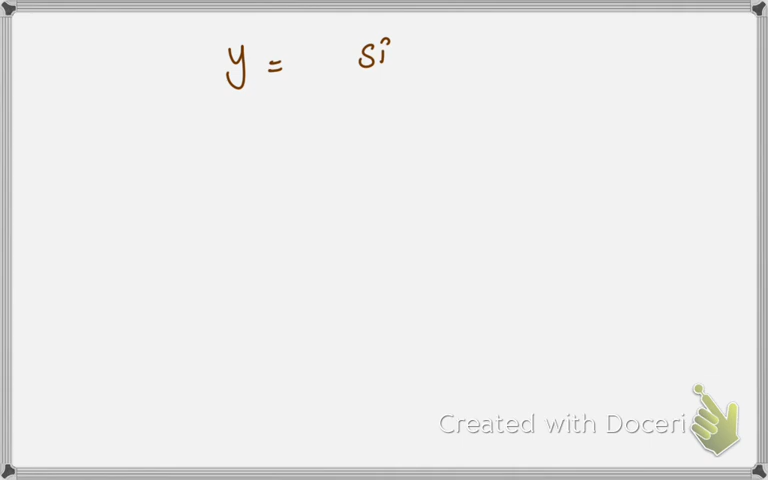 y = si
Created with Doceri